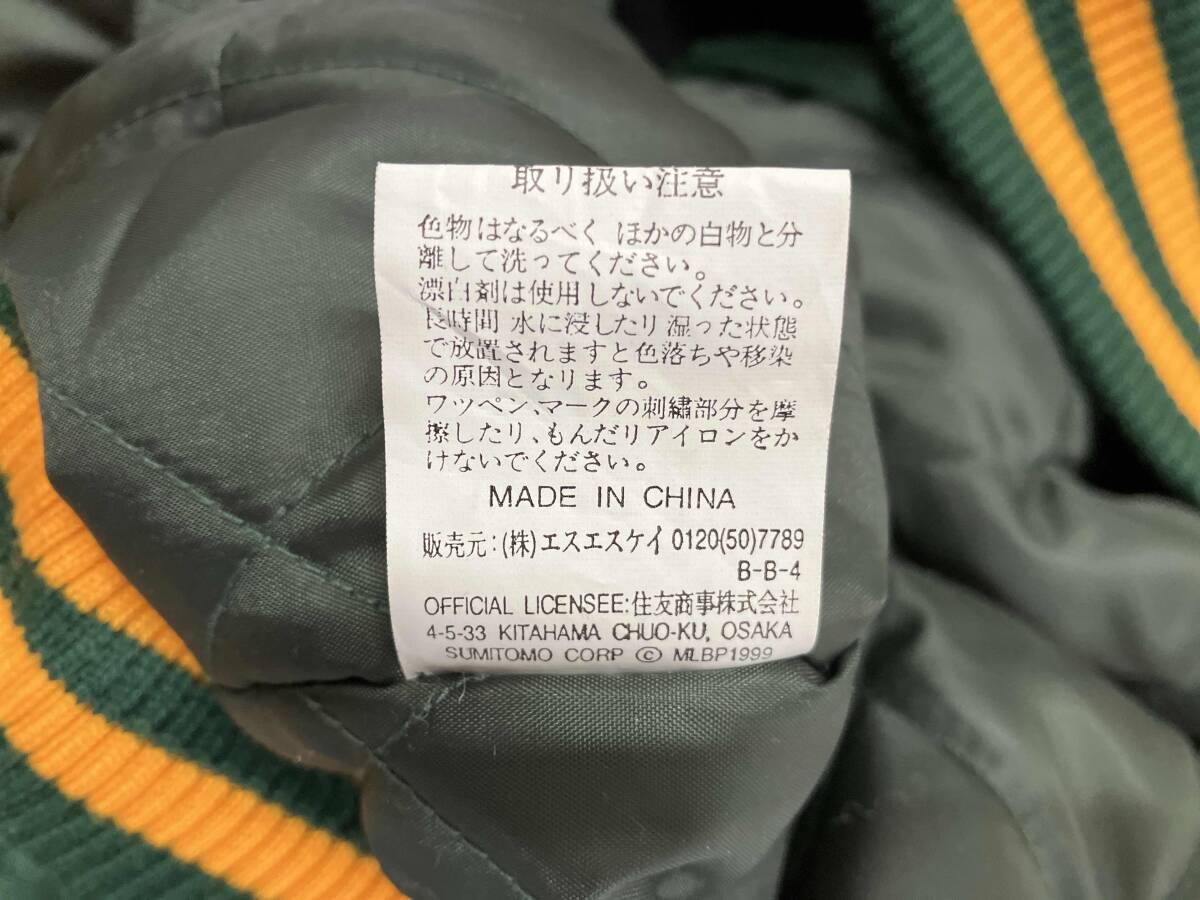 取り扱い注意
色物はなるべく ほかの白物と分
離して洗ってください。
漂白剤は使用しないでください。
長時間 水に浸したり 湿った状態
で放置されますと色落ちや移染
の原因となります。
ワツペン、マークの刺繡部分を摩
擦したり、もんだりアイロンをか
けないでください。
MADE IN CHINA
販売元:(株)エスエスケイ 0120(50)7789
B-B-4
OFFICIAL LICENSEE:住友商事株式会社
4-5-33 KITAHAMA CHUO-KU, OSAKA
SUMITOMO CORP © MLBP1999